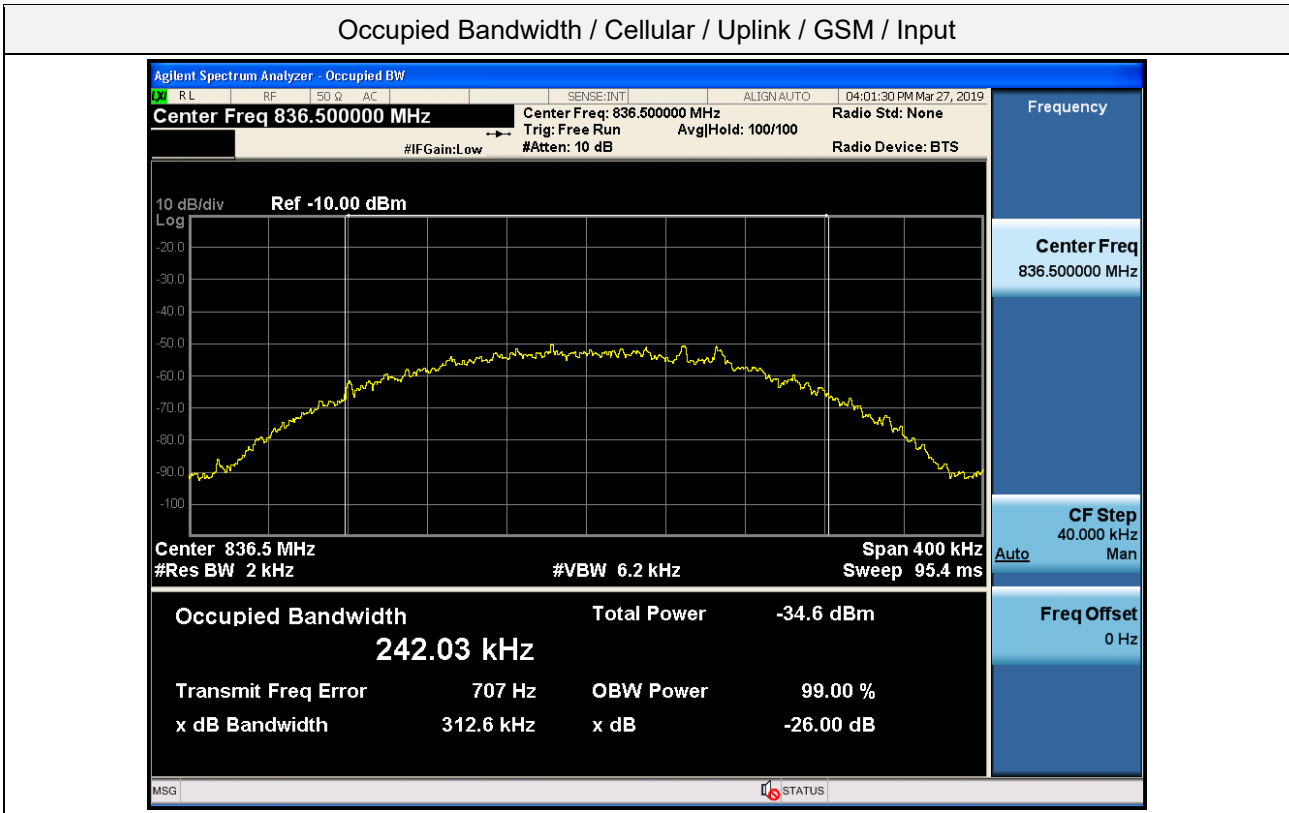 Occupied Bandwidth / Cellular / Uplink / GSM / Input
Agilent Spectrum Analyzer - Occupied BW
LXI RL RF 50 Ω AC SENSE:INT ALIGN AUTO 04:01:30 PM Mar 27, 2019
Center Freq 836.500000 MHz
Center Freq: 836.500000 MHz
Radio Std: None
Trig: Free Run Avg|Hold: 100/100
#IFGain:Low #Atten: 10 dB Radio Device: BTS
10 dB/div Ref -10.00 dBm
Log
-20.0
-30.0
-40.0
-50.0
-60.0
-70.0
-80.0
-90.0
-100
Center 836.5 MHz Span 400 kHz
#Res BW 2 kHz #VBW 6.2 kHz Sweep 95.4 ms
Occupied Bandwidth Total Power -34.6 dBm
242.03 kHz
Transmit Freq Error 707 Hz OBW Power 99.00 %
x dB Bandwidth 312.6 kHz x dB -26.00 dB
MSG STATUS
Frequency
Center Freq
836.500000 MHz
CF Step
40.000 kHz
Auto Man
Freq Offset
0 Hz